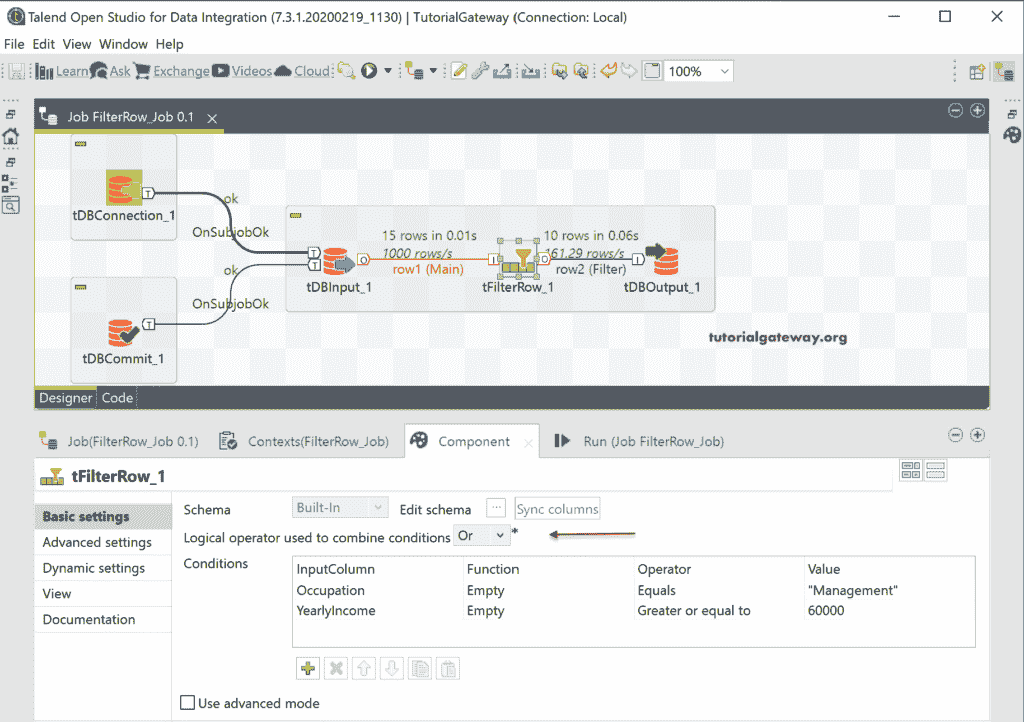 Talend Open Studio for Data Integration (7.3.1.20200219_1130) | TutorialGateway (Connection: Local)
File Edit View Window Help
Learn Ask Exchange Videos Cloud 100%
Job FilterRow_Job 0.1
T
tDBConnection_1
ok
OnSubjobOk
T
T
O
tDBInput_1
15 rows in 0.01s
1000 rows/s
row1 (Main)
I
O
tFilterRow_1
10 rows in 0.06s
161.29 rows/s
row2 (Filter)
I
tDBOutput_1
ok
OnSubjobOk
T
tDBCommit_1
tutorialgateway.org
Designer Code
Job(FilterRow_Job 0.1) Contexts(FilterRow_Job) Component Run (Job FilterRow_Job)
tFilterRow_1
Basic settings
Advanced settings
Dynamic settings
View
Documentation
Schema Built-In Edit schema ... Sync columns
Logical operator used to combine conditions Or *
Conditions
InputColumn Function Operator Value
Occupation Empty Equals "Management"
YearlyIncome Empty Greater or equal to 60000
Use advanced mode